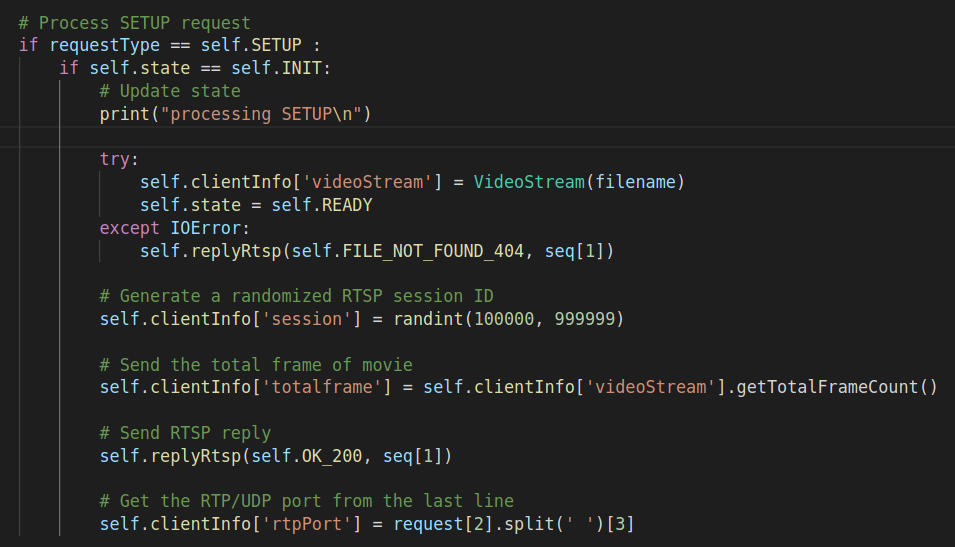 # Process SETUP request
if requestType == self.SETUP :
    if self.state == self.INIT:
        # Update state
        print("processing SETUP\n")

        try:
            self.clientInfo['videoStream'] = VideoStream(filename)
            self.state = self.READY
        except IOError:
            self.replyRtsp(self.FILE_NOT_FOUND_404, seq[1])

        # Generate a randomized RTSP session ID
        self.clientInfo['session'] = randint(100000, 999999)

        # Send the total frame of movie
        self.clientInfo['totalframe'] = self.clientInfo['videoStream'].getTotalFrameCount()

        # Send RTSP reply
        self.replyRtsp(self.OK_200, seq[1])

        # Get the RTP/UDP port from the last line
        self.clientInfo['rtpPort'] = request[2].split(' ')[3]